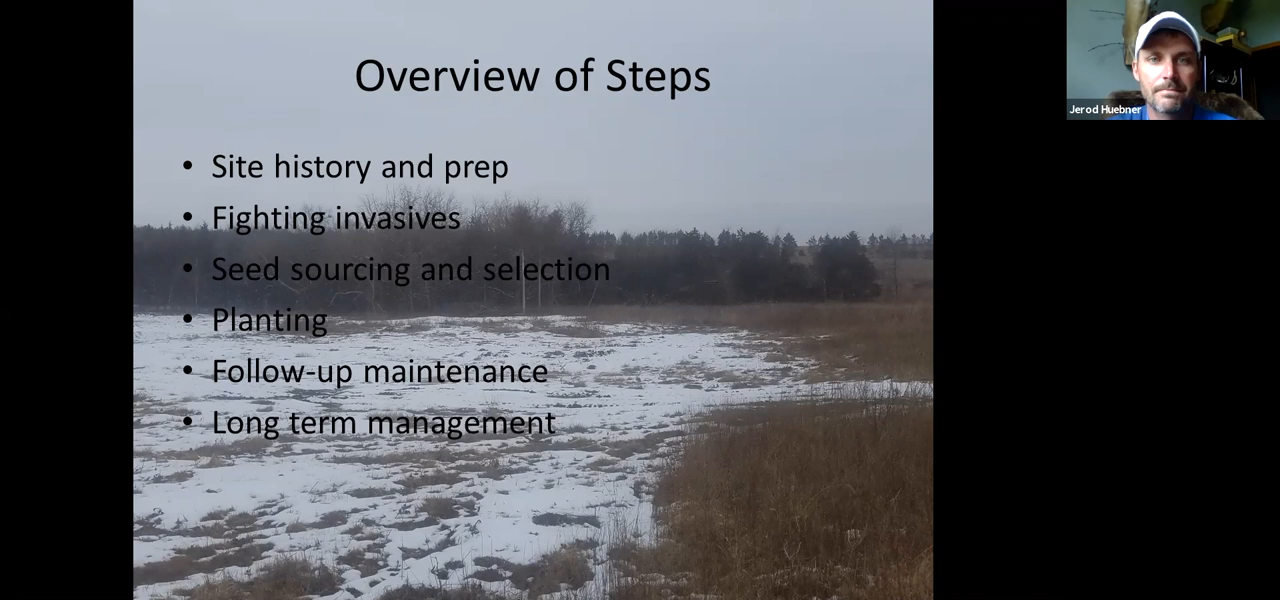 Overview of Steps
• Site history and prep
• Fighting invasives
• Seed sourcing and selection
• Planting
• Follow-up maintenance
• Long term management
Jerod Huebner